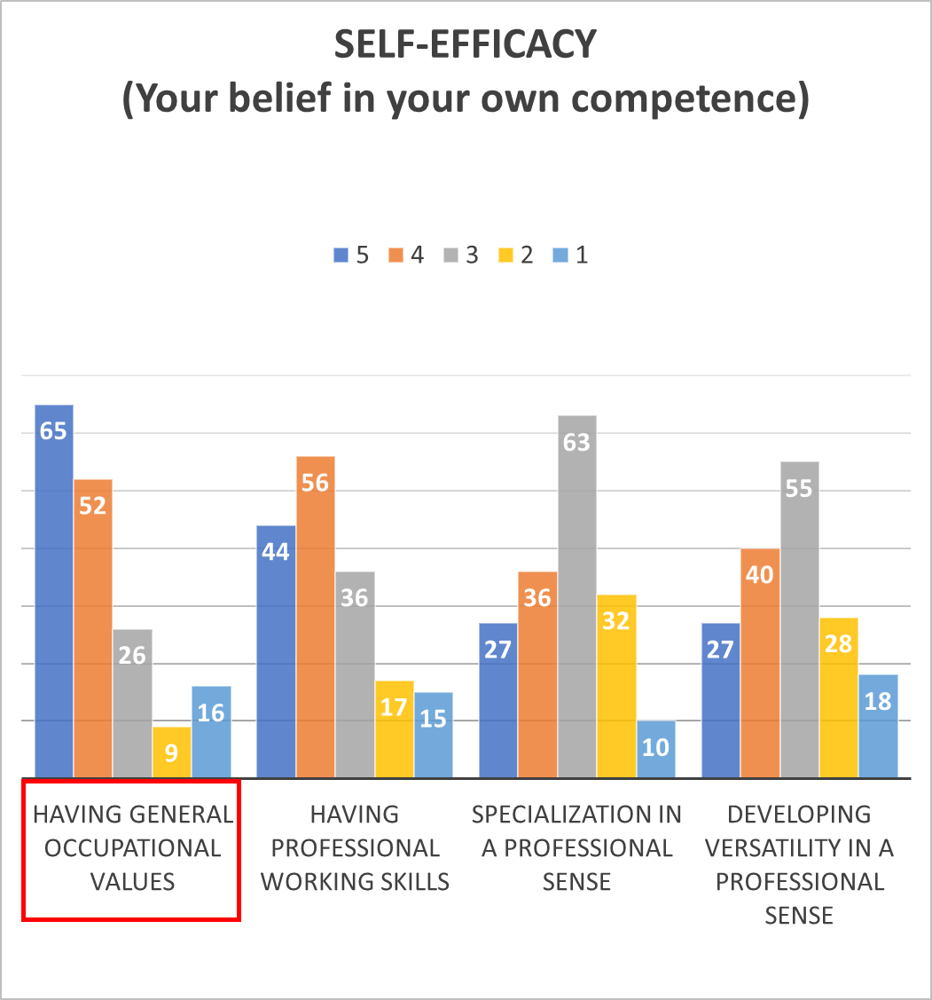 SELF-EFFICACY
(Your belief in your own competence)
5 4 3 2 1
65 52 26 9 16
44 56 36 17 15
27 36 63 32 10
27 40 55 28 18
HAVING GENERAL
OCCUPATIONAL
VALUES
HAVING
PROFESSIONAL
WORKING SKILLS
SPECIALIZATION IN
A PROFESSIONAL
SENSE
DEVELOPING
VERSATILITY IN A
PROFESSIONAL
SENSE